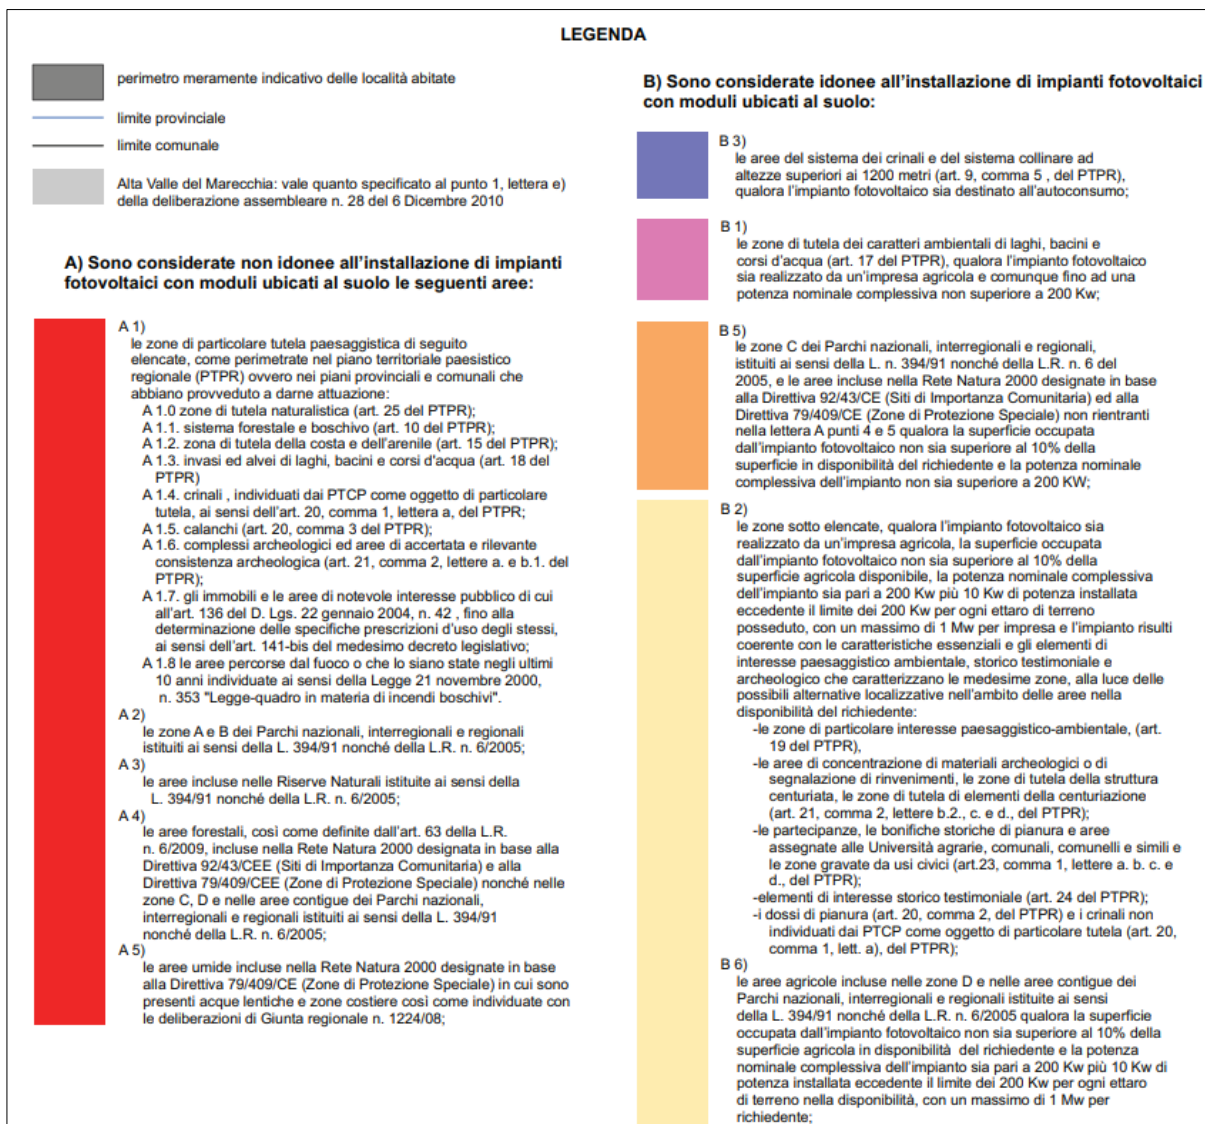 LEGENDA
perimetro meramente indicativo delle località abitate
limite provinciale
limite comunale
Alta Valle del Marecchia: vale quanto specificato al punto 1, lettera e)
della deliberazione assembleare n. 28 del 6 Dicembre 2010
A) Sono considerate non idonee all'installazione di impianti
fotovoltaici con moduli ubicati al suolo le seguenti aree:
A 1)
le zone di particolare tutela paesaggistica di seguito
elencate, come perimetrate nel piano territoriale paesistico
regionale (PTPR) ovvero nei piani provinciali e comunali che
abbiano provveduto a darne attuazione:
A 1.0 zone di tutela naturalistica (art. 25 del PTPR);
A 1.1. sistema forestale e boschivo (art. 10 del PTPR);
A 1.2. zona di tutela della costa e dell'arenile (art. 15 del PTPR);
A 1.3. invasi ed alvei di laghi, bacini e corsi d'acqua (art. 18 del
PTPR)
A 1.4. crinali , individuati dai PTCP come oggetto di particolare
tutela, ai sensi dell'art. 20, comma 1, lettera a, del PTPR;
A 1.5. calanchi (art. 20, comma 3 del PTPR);
A 1.6. complessi archeologici ed aree di accertata e rilevante
consistenza archeologica (art. 21, comma 2, lettere a. e b.1. del
PTPR);
A 1.7. gli immobili e le aree di notevole interesse pubblico di cui
all'art. 136 del D. Lgs. 22 gennaio 2004, n. 42 , fino alla
determinazione delle specifiche prescrizioni d'uso degli stessi,
ai sensi dell'art. 141-bis del medesimo decreto legislativo;
A 1.8 le aree percorse dal fuoco o che lo siano state negli ultimi
10 anni individuate ai sensi della Legge 21 novembre 2000,
n. 353 "Legge-quadro in materia di incendi boschivi".
A 2)
le zone A e B dei Parchi nazionali, interregionali e regionali
istituiti ai sensi della L. 394/91 nonché della L.R. n. 6/2005;
A 3)
le aree incluse nelle Riserve Naturali istituite ai sensi della
L. 394/91 nonché della L.R. n. 6/2005;
A 4)
le aree forestali, così come definite dall'art. 63 della L.R.
n. 6/2009, incluse nella Rete Natura 2000 designata in base alla
Direttiva 92/43/CEE (Siti di Importanza Comunitaria) e alla
Direttiva 79/409/CEE (Zone di Protezione Speciale) nonché nelle
zone C, D e nelle aree contigue dei Parchi nazionali,
interregionali e regionali istituiti ai sensi della L. 394/91
nonché della L.R. n. 6/2005;
A 5)
le aree umide incluse nella Rete Natura 2000 designate in base
alla Direttiva 79/409/CE (Zone di Protezione Speciale) in cui sono
presenti acque lentiche e zone costiere così come individuate con
le deliberazioni di Giunta regionale n. 1224/08;
B) Sono considerate idonee all'installazione di impianti fotovoltaici
con moduli ubicati al suolo:
B 3)
le aree del sistema dei crinali e del sistema collinare ad
altezze superiori ai 1200 metri (art. 9, comma 5 , del PTPR),
qualora l'impianto fotovoltaico sia destinato all'autoconsumo;
B 1)
le zone di tutela dei caratteri ambientali di laghi, bacini e
corsi d'acqua (art. 17 del PTPR), qualora l'impianto fotovoltaico
sia realizzato da un'impresa agricola e comunque fino ad una
potenza nominale complessiva non superiore a 200 Kw;
B 5)
le zone C dei Parchi nazionali, interregionali e regionali,
istituiti ai sensi della L. n. 394/91 nonché della L.R. n. 6 del
2005, e le aree incluse nella Rete Natura 2000 designate in base
alla Direttiva 92/43/CE (Siti di Importanza Comunitaria) ed alla
Direttiva 79/409/CE (Zone di Protezione Speciale) non rientranti
nella lettera A punti 4 e 5 qualora la superficie occupata
dall'impianto fotovoltaico non sia superiore al 10% della
superficie in disponibilità del richiedente e la potenza nominale
complessiva dell'impianto non sia superiore a 200 KW;
B 2)
le zone sotto elencate, qualora l'impianto fotovoltaico sia
realizzato da un'impresa agricola, la superficie occupata
dall'impianto fotovoltaico non sia superiore al 10% della
superficie agricola disponibile, la potenza nominale complessiva
dell'impianto sia pari a 200 Kw più 10 Kw di potenza installata
eccedente il limite dei 200 Kw per ogni ettaro di terreno
posseduto, con un massimo di 1 Mw per impresa e l'impianto risulti
coerente con le caratteristiche essenziali e gli elementi di
interesse paesaggistico ambientale, storico testimoniale e
archeologico che caratterizzano le medesime zone, alla luce delle
possibili alternative localizzative nell'ambito delle aree nella
disponibilità del richiedente:
-le zone di particolare interesse paesaggistico-ambientale, (art.
19 del PTPR),
-le aree di concentrazione di materiali archeologici o di
segnalazione di rinvenimenti, le zone di tutela della struttura
centuriata, le zone di tutela di elementi della centuriazione
(art. 21, comma 2, lettere b.2., c. e d., del PTPR);
-le partecipanze, le bonifiche storiche di pianura e aree
assegnate alle Università agrarie, comunali, comunelli e simili e
le zone gravate da usi civici (art.23, comma 1, lettere a. b. c. e
d., del PTPR);
-elementi di interesse storico testimoniale (art. 24 del PTPR);
-i dossi di pianura (art. 20, comma 2, del PTPR) e i crinali non
individuati dai PTCP come oggetto di particolare tutela (art. 20,
comma 1, lett. a), del PTPR);
B 6)
le aree agricole incluse nelle zone D e nelle aree contigue dei
Parchi nazionali, interregionali e regionali istituite ai sensi
della L. 394/91 nonché della L.R. n. 6/2005 qualora la superficie
occupata dall'impianto fotovoltaico non sia superiore al 10% della
superficie agricola in disponibilità del richiedente e la potenza
nominale complessiva dell'impianto sia pari a 200 Kw più 10 Kw di
potenza installata eccedente il limite dei 200 Kw per ogni ettaro
di terreno nella disponibilità, con un massimo di 1 Mw per
richiedente;